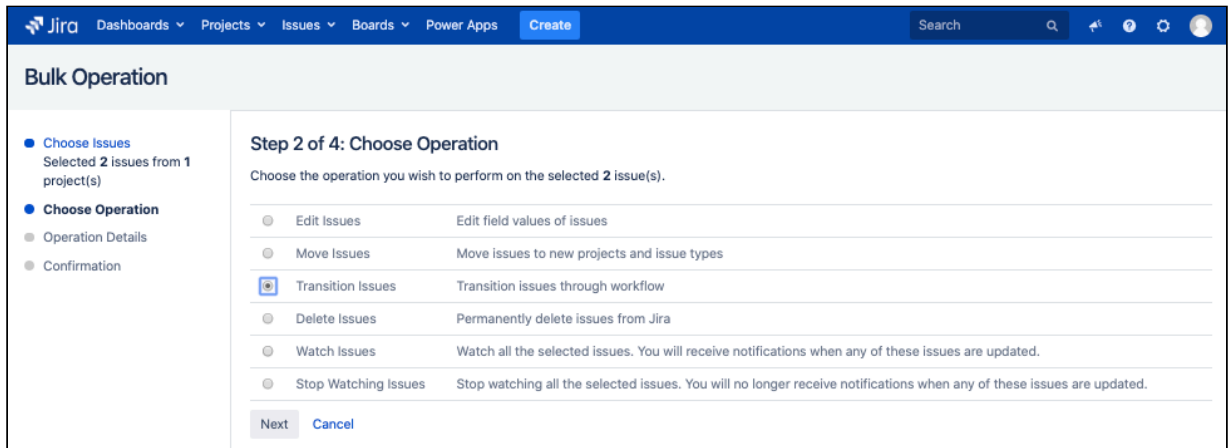 Jira Dashboards Projects Issues Boards Power Apps Create Search
Bulk Operation
Choose Issues
Selected 2 issues from 1
project(s)
Choose Operation
Operation Details
Confirmation
Step 2 of 4: Choose Operation
Choose the operation you wish to perform on the selected 2 issue(s).
Edit Issues Edit field values of issues
Move Issues Move issues to new projects and issue types
Transition Issues Transition issues through workflow
Delete Issues Permanently delete issues from Jira
Watch Issues Watch all the selected issues. You will receive notifications when any of these issues are updated.
Stop Watching Issues Stop watching all the selected issues. You will no longer receive notifications when any of these issues are updated.
Next Cancel